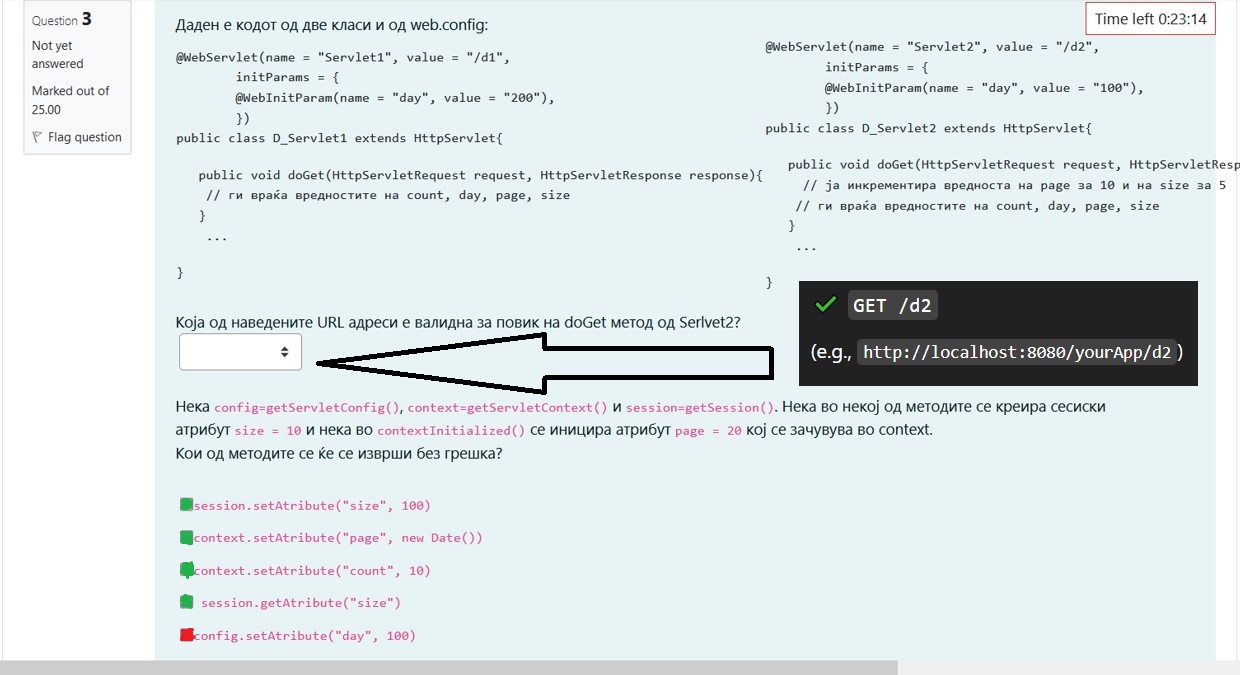 Question 3
Not yet
answered
Marked out of
25.00
Flag question
Time left 0:23:14
Даден е кодот од две класи и од web.config:
@WebServlet(name = "Servlet1", value = "/d1",
initParams = {
@WebInitParam(name = "day", value = "200"),
})
public class D_Servlet1 extends HttpServlet{
public void doGet(HttpServletRequest request, HttpServletResponse response){
// ги враќа вредностите на count, day, page, size
}
...
}
@WebServlet(name = "Servlet2", value = "/d2",
initParams = {
@WebInitParam(name = "day", value = "100"),
})
public class D_Servlet2 extends HttpServlet{
public void doGet(HttpServletRequest request, HttpServletResp
// ја инкрементира вредноста на page за 10 и на size за 5
// ги враќа вредностите на count, day, page, size
}
...
}
Која од наведените URL адреси е валидна за повик на doGet метод од Serlvet2?
GET /d2
(e.g., http://localhost:8080/yourApp/d2)
Нека config=getServletConfig(), context=getServletContext() и session=getSession(). Нека во некој од методите се креира сесиски
атрибут size = 10 и нека во contextInitialized() се иницира атрибут page = 20 кој се зачувува во context.
Кои од методите се ќе се изврши без грешка?
session.setAtribute("size", 100)
context.setAtribute("page", new Date())
context.setAtribute("count", 10)
session.getAtribute("size")
config.setAtribute("day", 100)